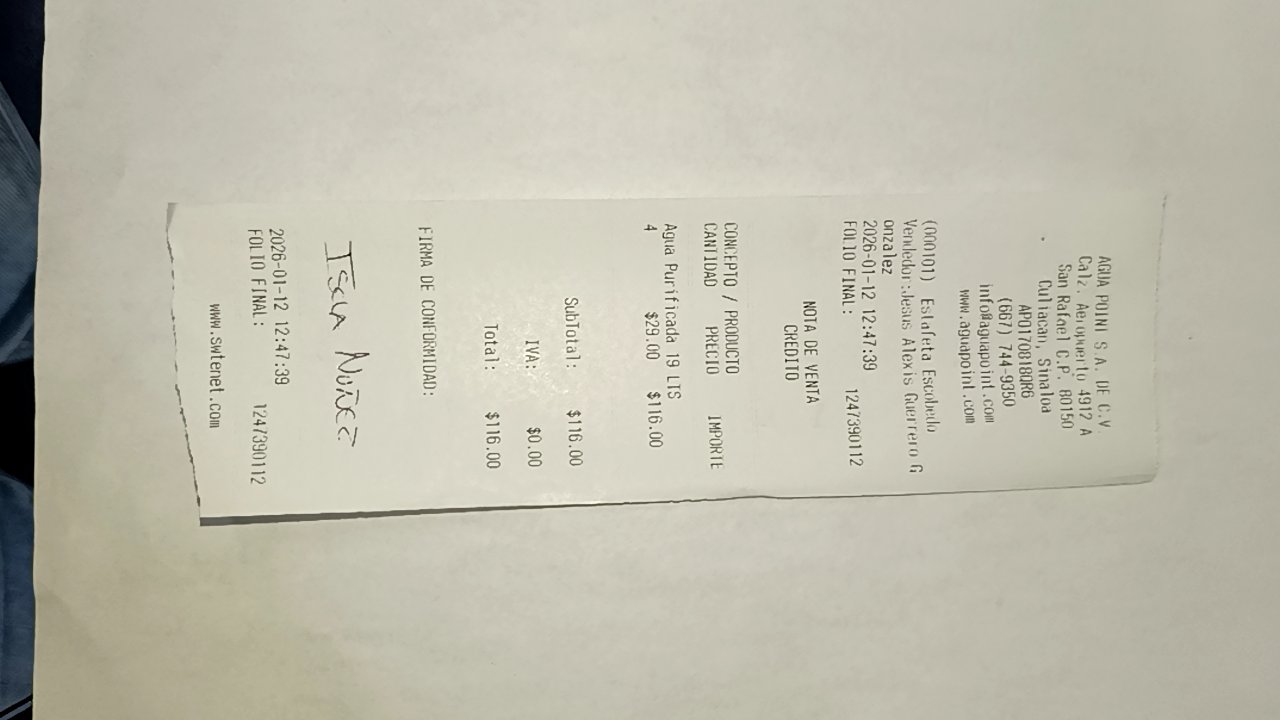 AGUA POINT S.A. DE C.V.
Calz. Aeropuerto 4912 A
San Rafael C.P. 80150
Culiacan, Sinaloa
APO170818QR6
(667) 744-9350
info@aguapoint.com
www.aguapoint.com
(000101) Estafeta Escobedo
Vendedor:Jesus Alexis Guerrero G
onzalez
2026-01-12 12:47:39
FOLIO FINAL: 1247390112
NOTA DE VENTA
CREDITO
CONCEPTO / PRODUCTO
CANTIDAD PRECIO IMPORTE
Agua Purificada 19 LTS
4 $29.00 $116.00
SubTotal: $116.00
IVA: $0.00
Total: $116.00
FIRMA DE CONFORMIDAD:
Nuñez
2026-01-12 12:47:39
FOLIO FINAL: 1247390112
www.swtenet.com